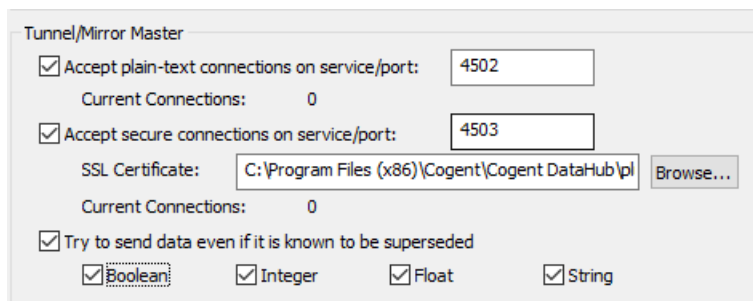 Tunnel/Mirror Master
Accept plain-text connections on service/port: 4502
Current Connections: 0
Accept secure connections on service/port: 4503
SSL Certificate: C:\Program Files (x86)\Cogent\Cogent DataHub\pl Browse...
Current Connections: 0
Try to send data even if it is known to be superseded
Boolean Integer Float String